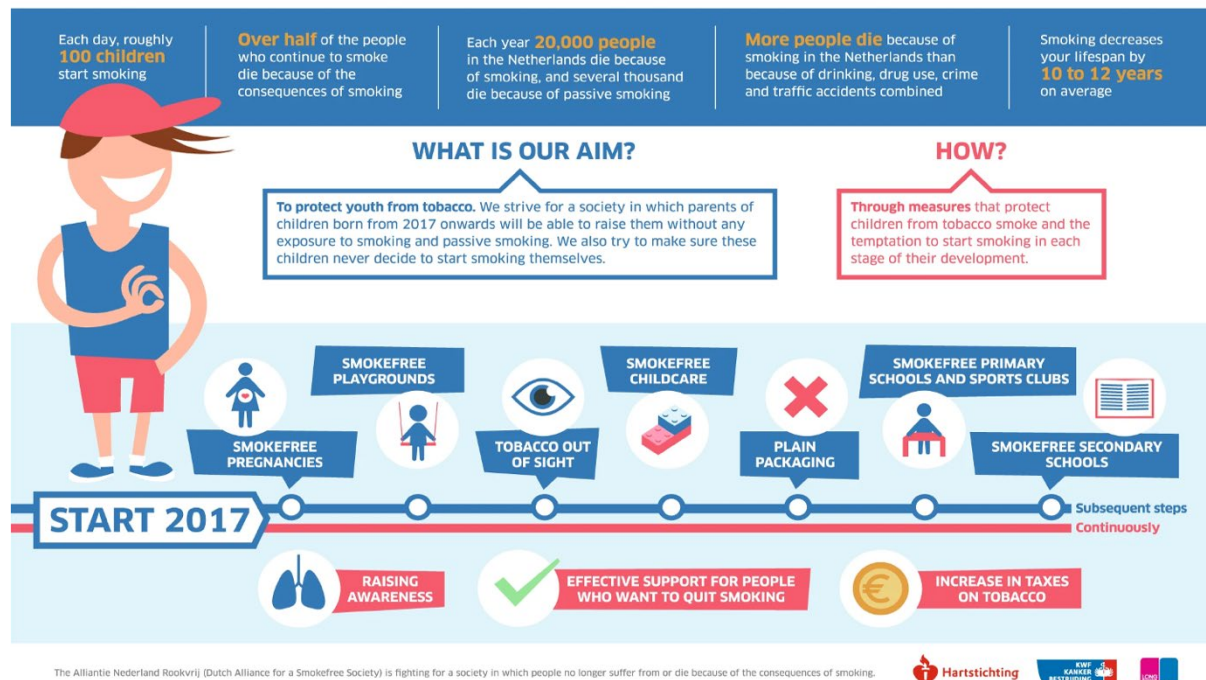 Each day, roughly
100 children
start smoking
Over half of the people
who continue to smoke
die because of the
consequences of smoking
Each year 20,000 people
in the Netherlands die because
of smoking, and several thousand
die because of passive smoking
More people die because of
smoking in the Netherlands than
because of drinking, drug use, crime
and traffic accidents combined
Smoking decreases
your lifespan by
10 to 12 years
on average
WHAT IS OUR AIM?
To protect youth from tobacco. We strive for a society in which parents of
children born from 2017 onwards will be able to raise them without any
exposure to smoking and passive smoking. We also try to make sure these
children never decide to start smoking themselves.
HOW?
Through measures that protect
children from tobacco smoke and the
temptation to start smoking in each
stage of their development.
SMOKEFREE
PREGNANCIES
SMOKEFREE
PLAYGROUNDS
TOBACCO OUT
OF SIGHT
SMOKEFREE
CHILDCARE
PLAIN
PACKAGING
SMOKEFREE PRIMARY
SCHOOLS AND SPORTS CLUBS
SMOKEFREE SECONDARY
SCHOOLS
START 2017
Subsequent steps
Continuously
RAISING
AWARENESS
EFFECTIVE SUPPORT FOR PEOPLE
WHO WANT TO QUIT SMOKING
€
INCREASE IN TAXES
ON TOBACCO
The Alliantie Nederland Rookvrij (Dutch Alliance for a Smokefree Society) is fighting for a society in which people no longer suffer from or die because of the consequences of smoking.
Hartstichting
KWF
KANKER
BESTRIJDING
LONG